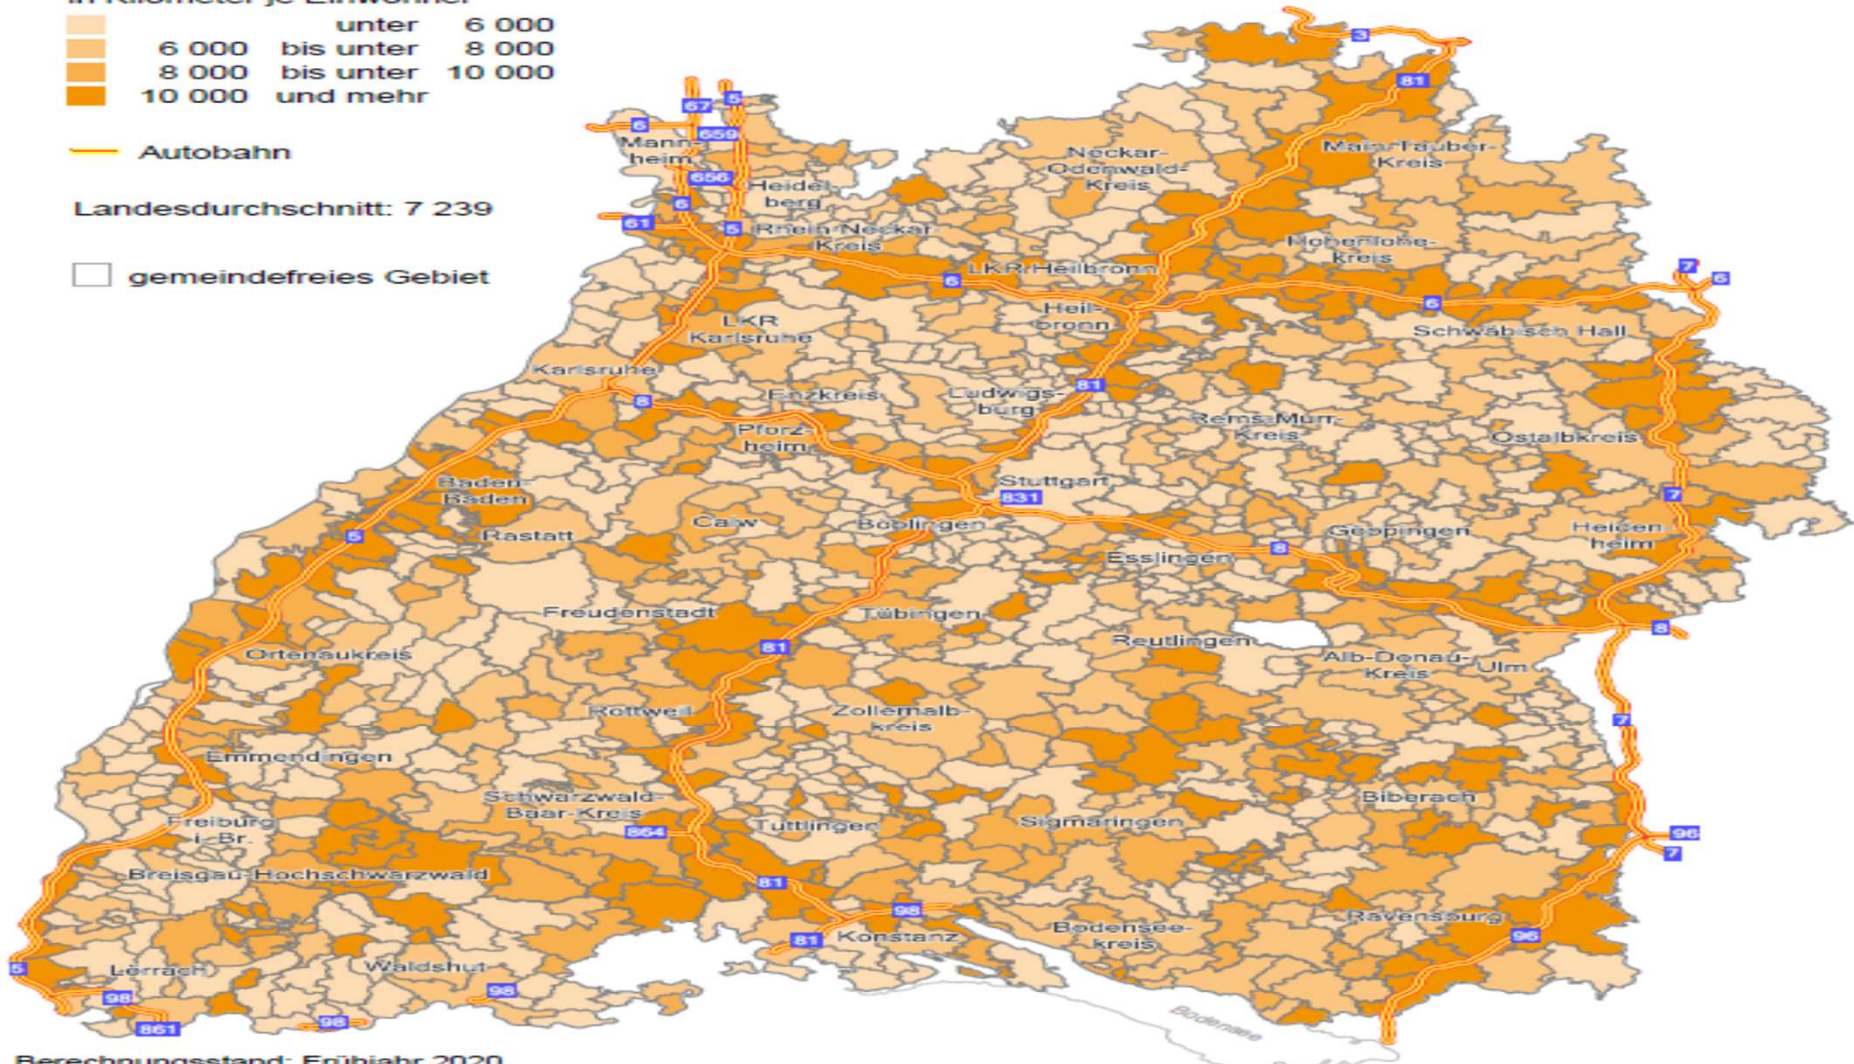 in Kilometer je Einwohner
unter 6 000
6 000 bis unter 8 000
8 000 bis unter 10 000
10 000 und mehr
Autobahn
Landesdurchschnitt: 7 239
gemeindefreies Gebiet
3
81
67
5
6
659
Mann-
heim
656
Heidel-
berg
6
61
5
Rhein-Neckar-
Kreis
Neckar-
Odenwald-
Kreis
Main-Tauber-
Kreis
Hohenlohe-
kreis
LKR Heilbronn
6
7
6
6
Heil-
bronn
Schwäbisch Hall
LKR
Karlsruhe
Karlsruhe
8
Enzkreis
Ludwigs-
burg
81
Rems-Murr-
Kreis
Ostalbkreis
Pforz-
heim
Baden-
Baden
Stuttgart
831
7
5
Rastatt
Calw
Böblingen
Göppingen
Heiden-
heim
Esslingen
8
Freudenstadt
Tübingen
81
Reutlingen
8
Ortenaukreis
Alb-Donau-
Kreis
Ulm
Rottweil
Zollernalb-
kreis
7
Emmendingen
Schwarzwald-
Baar-Kreis
Biberach
Freiburg
i. Br.
864
Tuttlingen
Sigmaringen
96
7
Breisgau-Hochschwarzwald
81
98
Ravensburg
81
Konstanz
Bodensee-
kreis
96
5
Lörrach
Waldshut
98
98
98
861
Bodensee
Berechnungsstand: Frühjahr 2020